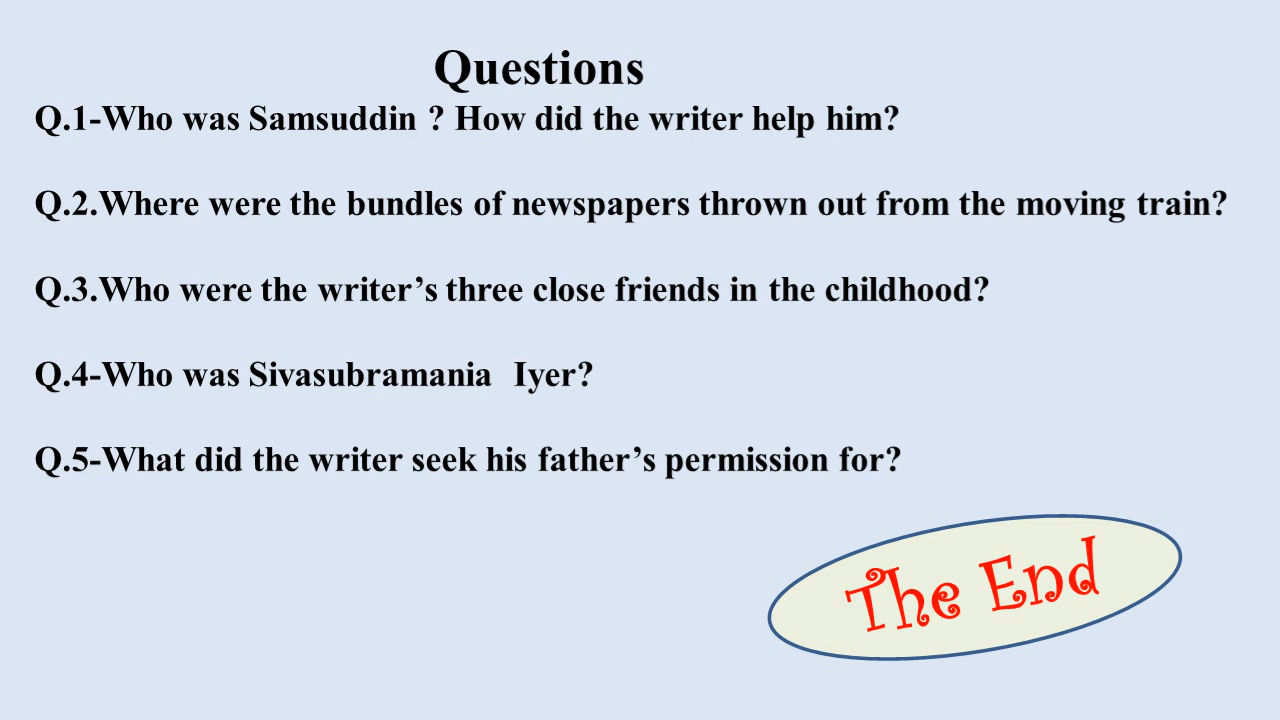 Questions
Q.1-Who was Samsuddin ? How did the writer help him?
Q.2.Where were the bundles of newspapers thrown out from the moving train?
Q.3.Who were the writer’s three close friends in the childhood?
Q.4-Who was Sivasubramania  Iyer?
Q.5-What did the writer seek his father’s permission for?
The End